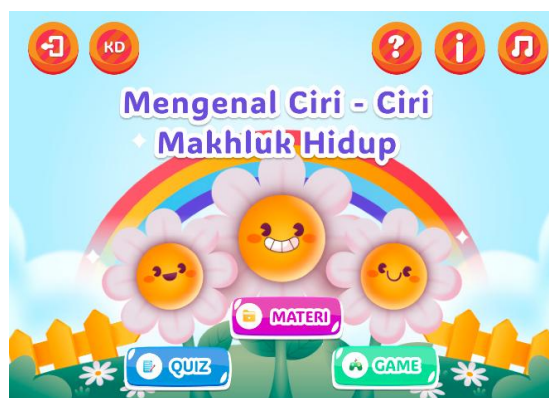 KD
?
i
Mengenal Ciri - Ciri
Makhluk Hidup
MATERI
QUIZ
GAME